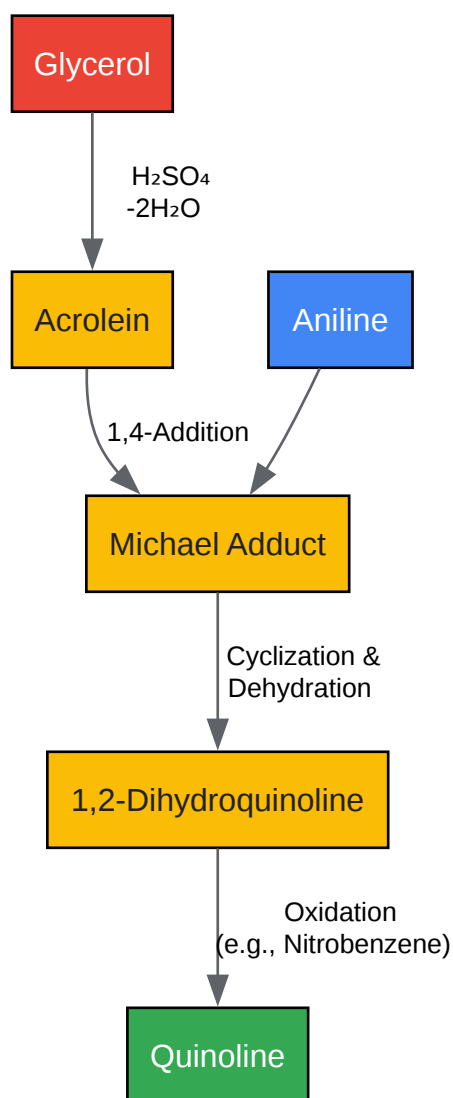 Glycerol
H₂SO₄
-2H₂O
Acrolein
Aniline
1,4-Addition
Michael Adduct
Cyclization &
Dehydration
1,2-Dihydroquinoline
Oxidation
(e.g., Nitrobenzene)
Quinoline